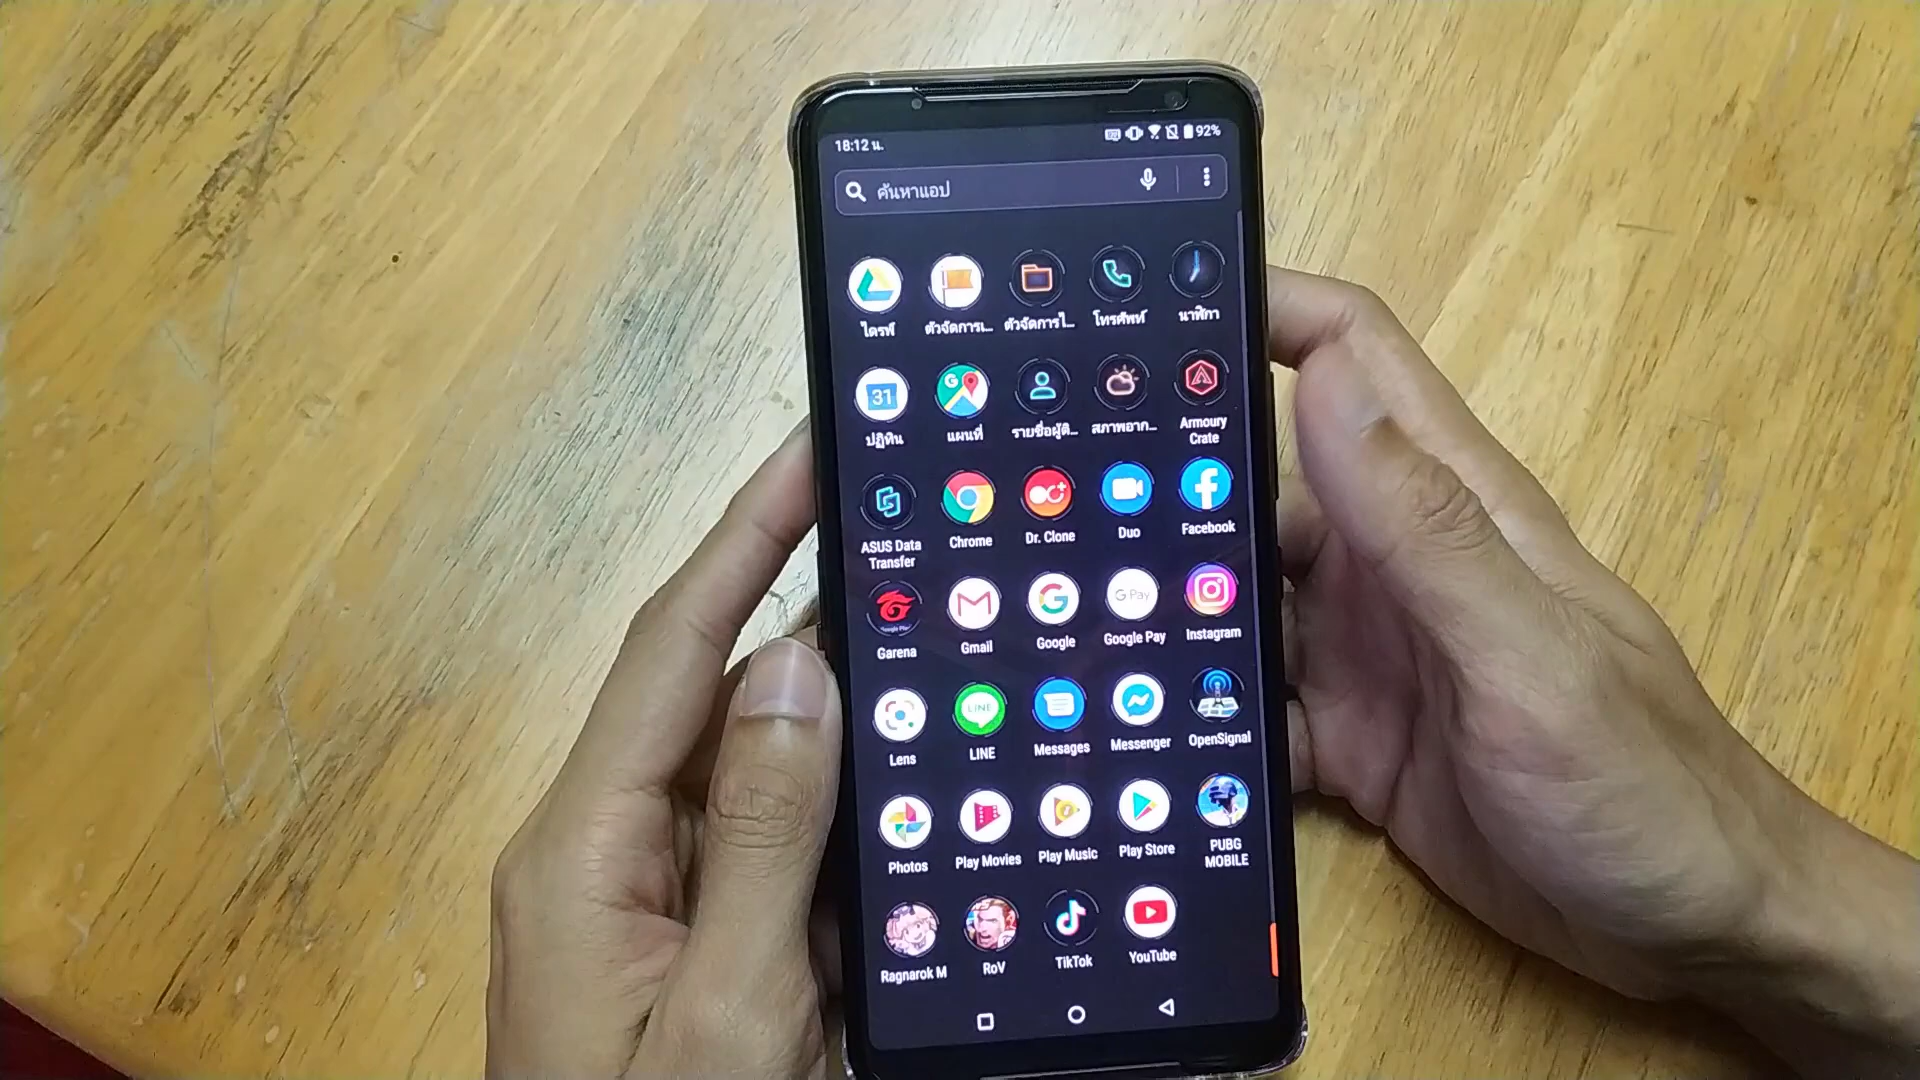 18:12 น.
92%
ค้นหาแอป
ไดรฟ์ ตัวจัดการเ... ตัวจัดการไ... โทรศัพท์ นาฬิกา
31
G
ปฏิทิน แผนที่ รายชื่อผู้ติ... สภาพอาก... Armoury
Crate
ASUS Data
Transfer
Chrome Dr. Clone Duo Facebook
G Pay
Garena Gmail Google Google Pay Instagram
LINE
Lens LINE Messages Messenger OpenSignal
Photos Play Movies Play Music Play Store PUBG
MOBILE
Ragnarok M RoV TikTok YouTube